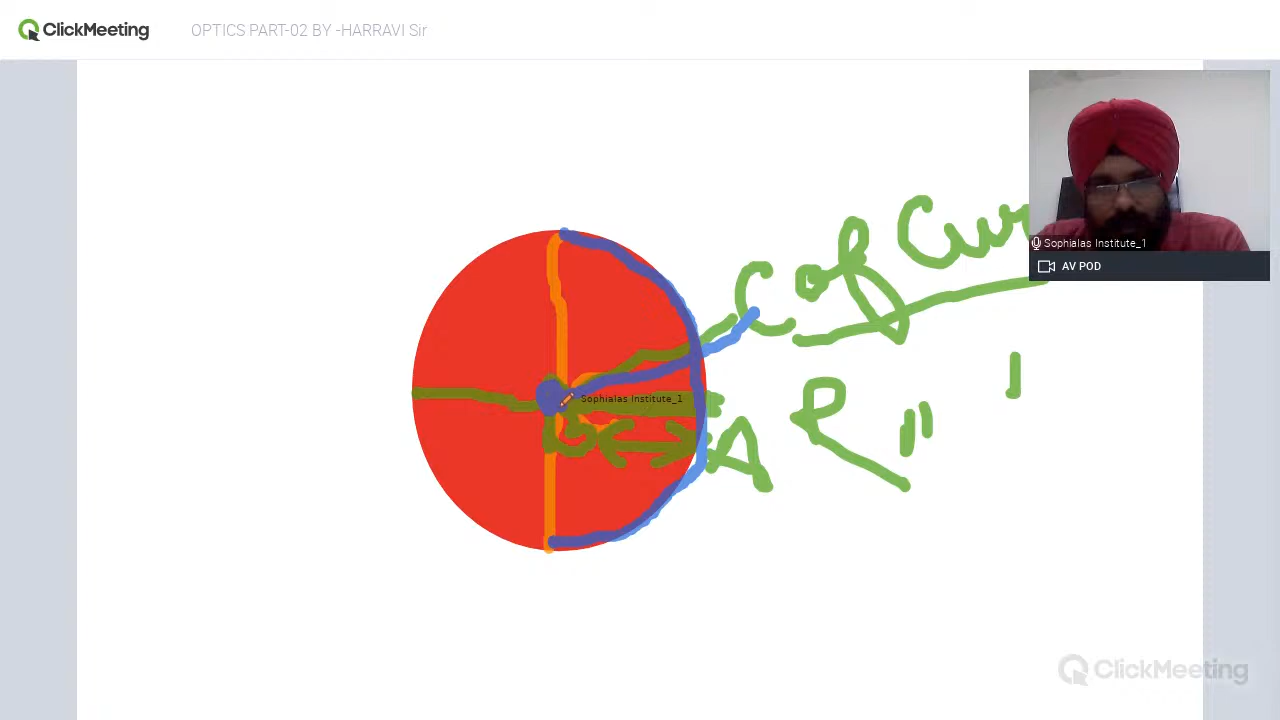 ClickMeeting OPTICS PART-02 BY -HARRAVI Sir
C of Cur
Sophialas Institute_1
AV POD
Sophialas Institute_1
A R "
ClickMeeting